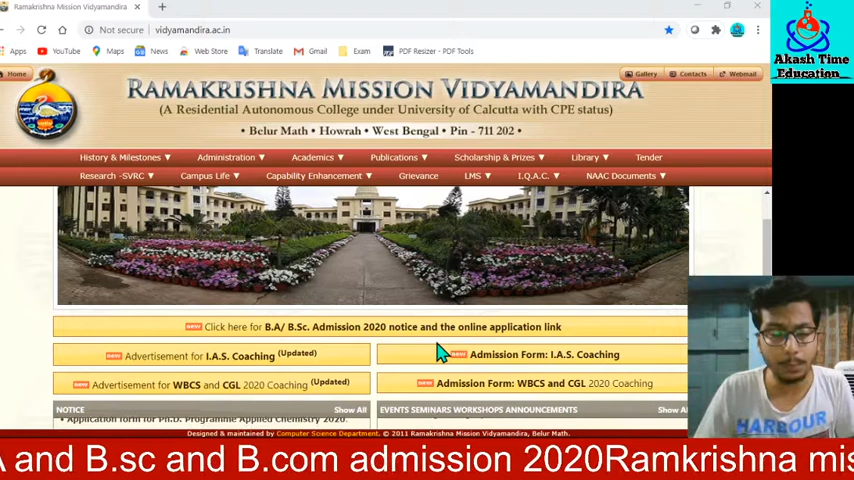 Ramakrishna Mission Vidyamandira
Not secure vidyamandira.ac.in
Apps YouTube Maps News Web Store Translate Gmail Exam PDF Resizer - PDF Tools
Akash Time
Education
Home Gallery Contacts Webmail
RAMAKRISHNA MISSION VIDYAMANDIRA
(A Residential Autonomous College under University of Calcutta with CPE status)
• Belur Math • Howrah • West Bengal • Pin - 711 202 •
History & Milestones ▼ Administration ▼ Academics ▼ Publications ▼ Scholarship & Prizes ▼ Library ▼ Tender
Research -SVRC ▼ Campus Life ▼ Capability Enhancement ▼ Grievance LMS ▼ I.Q.A.C. ▼ NAAC Documents ▼
new Click here for B.A/ B.Sc. Admission 2020 notice and the online application link
new Advertisement for I.A.S. Coaching (Updated) new Admission Form: I.A.S. Coaching
new Advertisement for WBCS and CGL 2020 Coaching (Updated) new Admission Form: WBCS and CGL 2020 Coaching
NOTICE Show All EVENTS SEMINARS WORKSHOPS ANNOUNCEMENTS Show All
• Application form for Ph.D. Programme Applied Chemistry 2020.
Designed & maintained by Computer Science Department. © 2011 Ramakrishna Mission Vidyamandira, Belur Math.
HARBOUR
A and B.sc and B.com admission 2020Ramkrishna mis